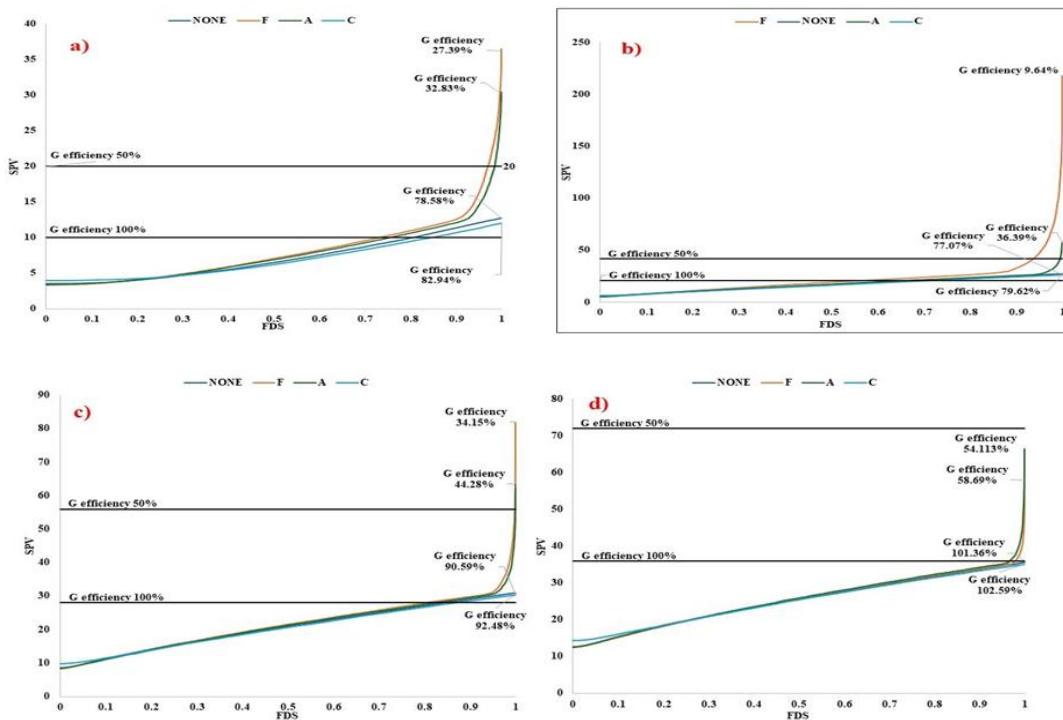 NONE F A C
a)
40
35
30
25
20
15
10
5
0
SPV
G efficiency
27.39%
G efficiency
32.83%
G efficiency 50%
20
G efficiency
78.58%
G efficiency 100%
G efficiency
82.94%
0 0.1 0.2 0.3 0.4 0.5 0.6 0.7 0.8 0.9 1
FDS
F NONE A C
b)
250
200
150
100
50
0
SPV
G efficiency 9.64%
G efficiency
36.39%
G efficiency
77.07%
G efficiency 50%
G efficiency 100%
G efficiency 79.62%
0 0.1 0.2 0.3 0.4 0.5 0.6 0.7 0.8 0.9 1
FDS
NONE F A C
c)
90
80
70
60
50
40
30
20
10
0
SPV
G efficiency
34.15%
G efficiency
44.28%
G efficiency 50%
G efficiency
90.59%
G efficiency 100%
G efficiency
92.48%
0 0.1 0.2 0.3 0.4 0.5 0.6 0.7 0.8 0.9 1
FDS
NONE F A C
d)
80
70
60
50
40
30
20
10
0
SPV
G efficiency 50%
G efficiency
54.113%
G efficiency
58.69%
G efficiency
101.36%
G efficiency 100%
G efficiency
102.59%
0 0.1 0.2 0.3 0.4 0.5 0.6 0.7 0.8 0.9 1
FDS